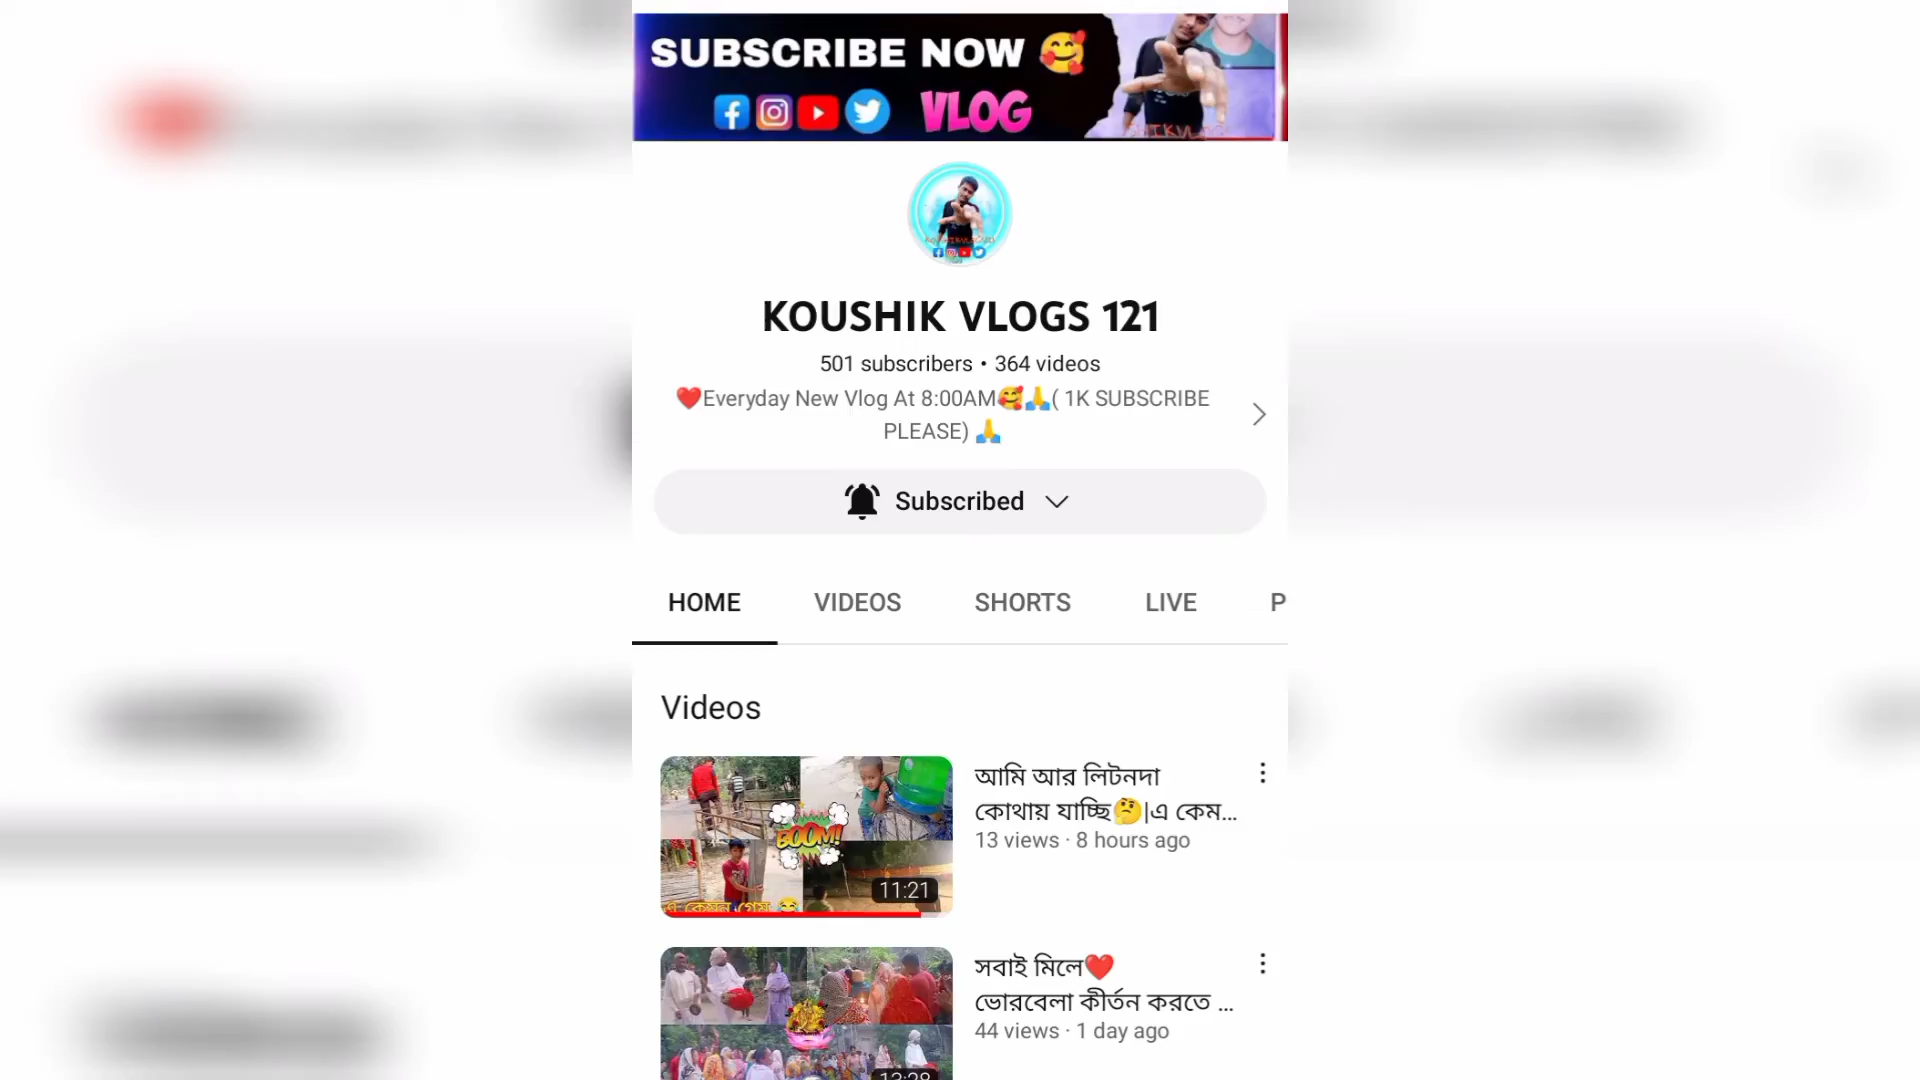 SUBSCRIBE NOW 🥰
VLOG
KOUSHIK VLOGS 121
501 subscribers • 364 videos
❤️Everyday New Vlog At 8:00AM🥰🙏( 1K SUBSCRIBE
PLEASE) 🙏
Subscribed
HOME VIDEOS SHORTS LIVE P
Videos
আমি আর লিটনদা
কোথায় যাচ্ছি🤔|এ কেম...
13 views · 8 hours ago
BOOM!
11:21
এ কেমন গেম 😂
সবাই মিলে❤️
ভোরবেলা কীর্তন করতে ...
44 views · 1 day ago